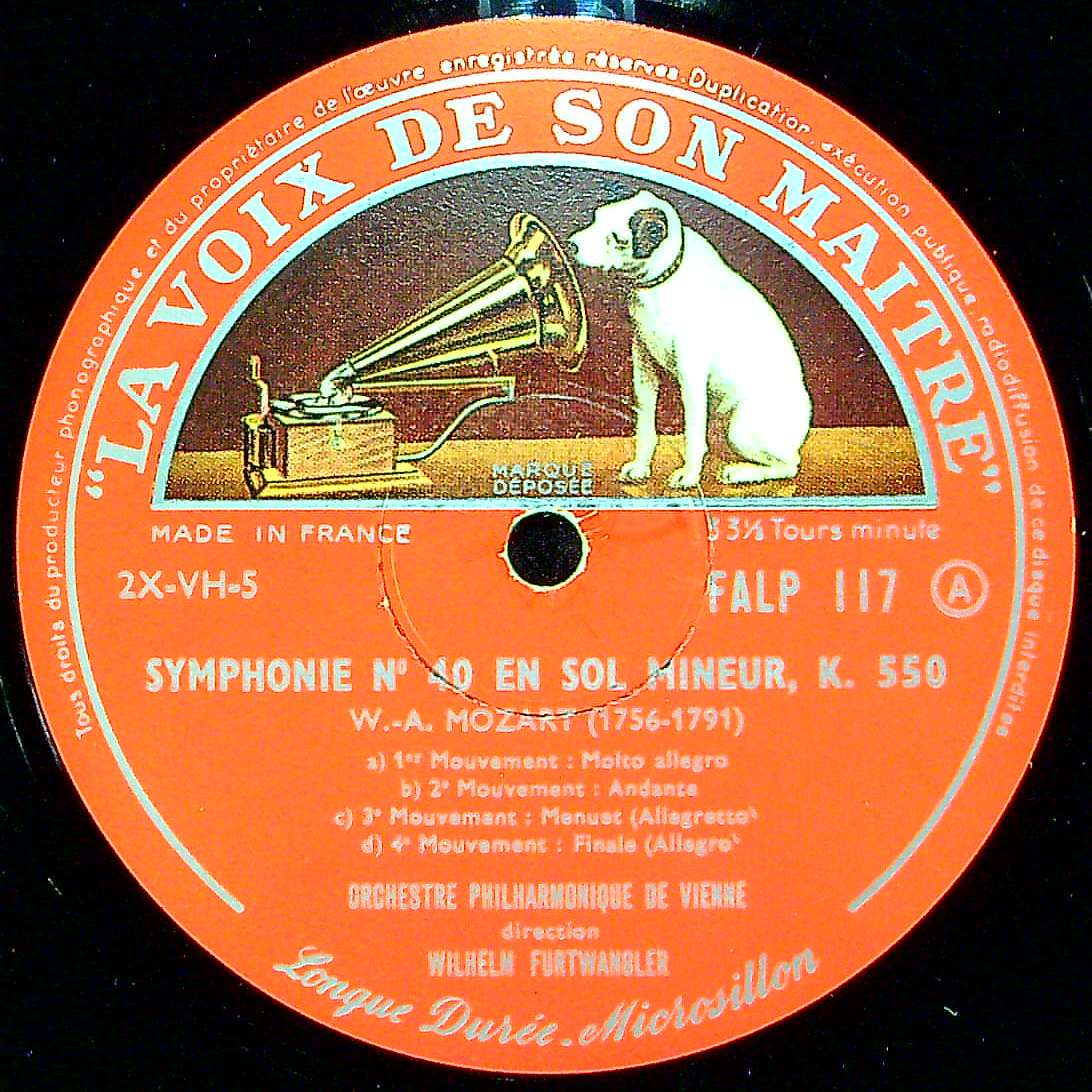 Tous droits du producteur phonographique et du propriétaire de l'œuvre enregistrée réservés. Duplication, exécution publique, radiodiffusion de ce disque interdites
"LA VOIX DE SON MAITRE"
MARQUE
DÉPOSÉE
MADE IN FRANCE
33⅓ Tours minute
2X-VH-5
FALP 117 A
SYMPHONIE Nº 40 EN SOL MINEUR, K. 550
W.-A. MOZART (1756-1791)
a) 1er Mouvement : Molto allegro
b) 2e Mouvement : Andante
c) 3e Mouvement : Menuet (Allegretto)
d) 4e Mouvement : Finale (Allegro)
ORCHESTRE PHILHARMONIQUE DE VIENNE
direction
WILHELM FURTWANGLER
Longue Durée - Microsillon